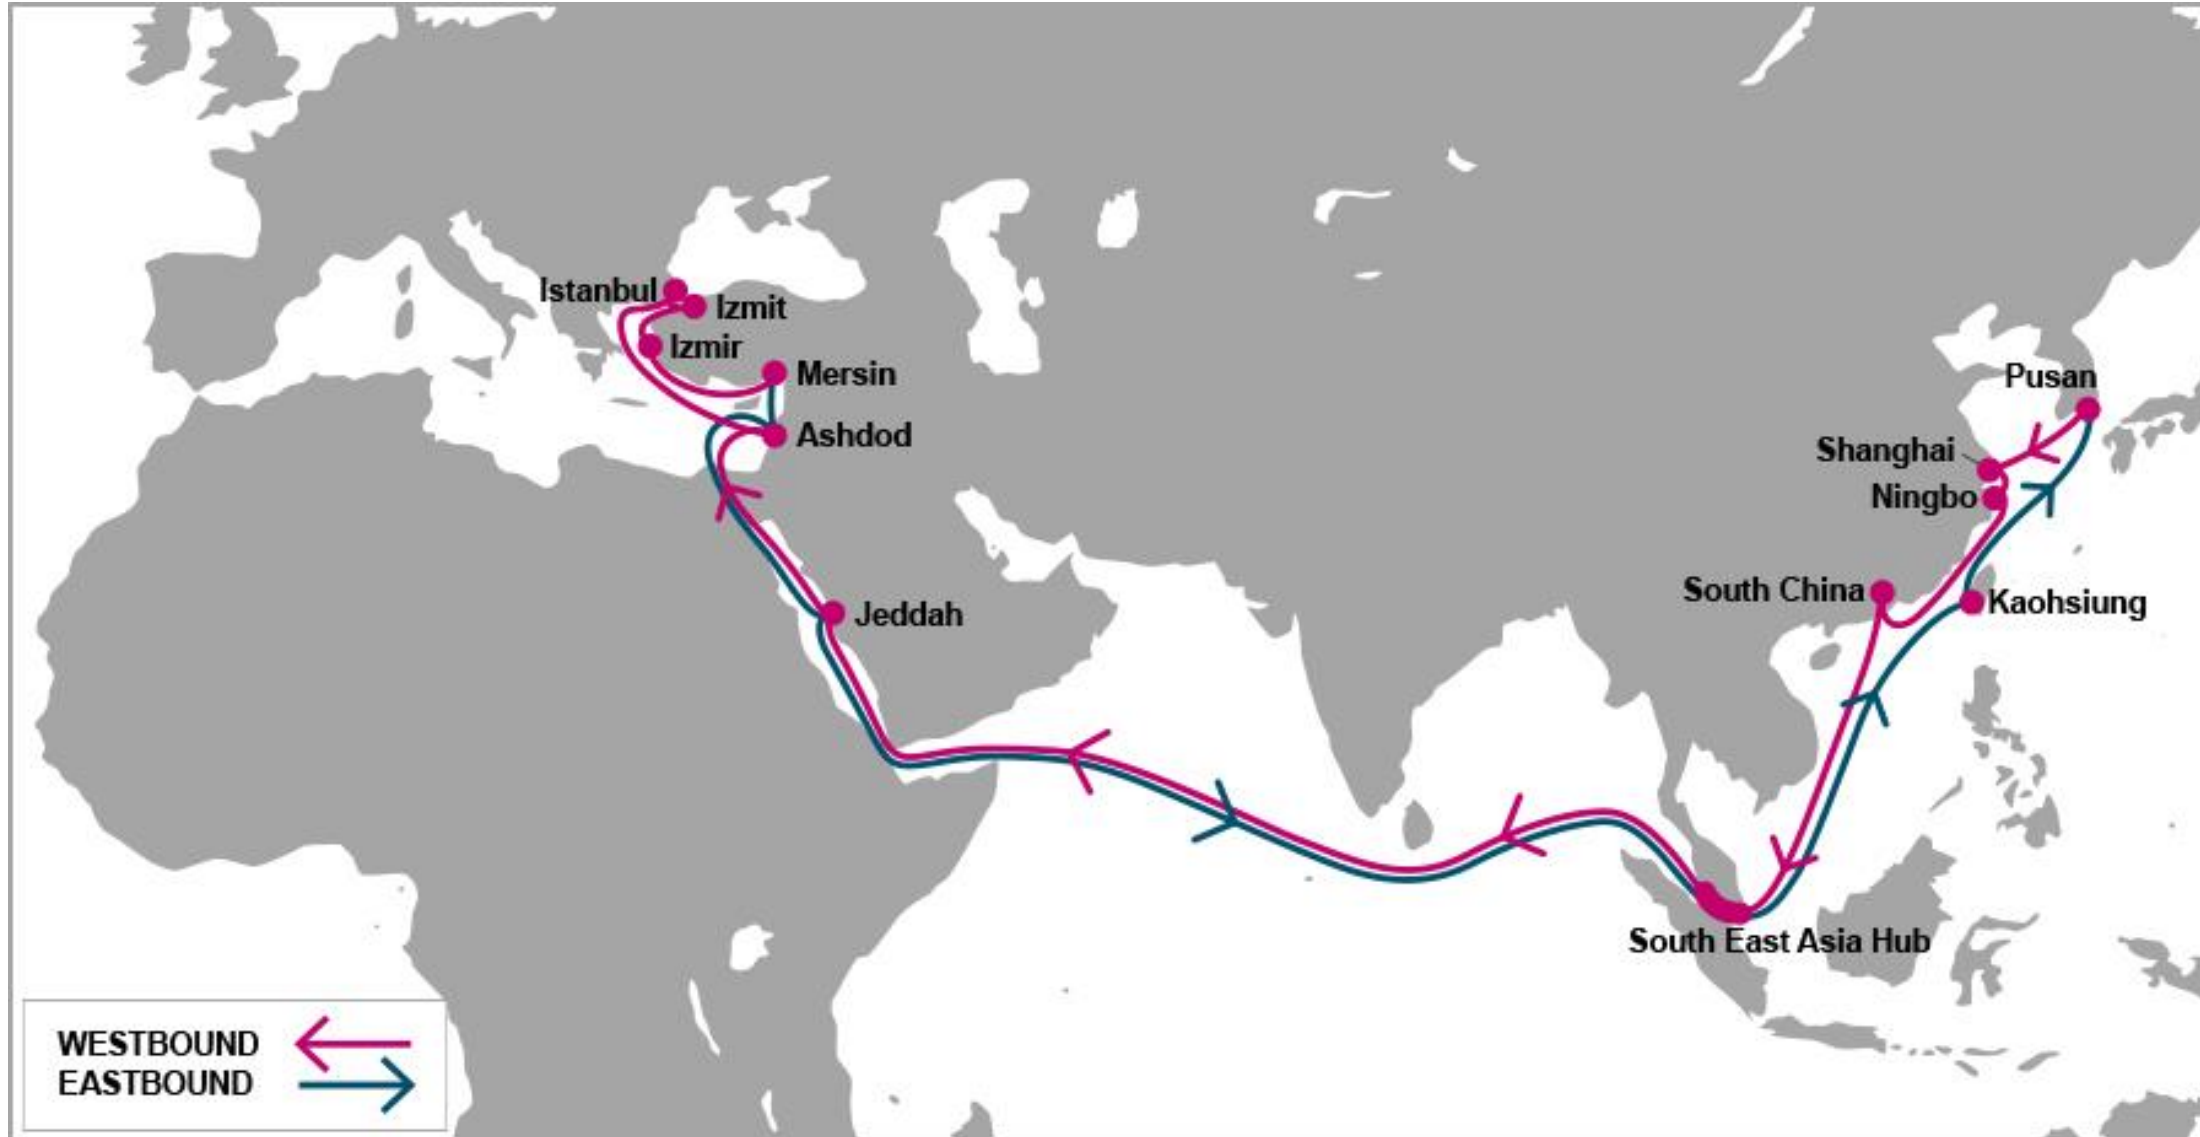 Istanbul
Izmit
Izmir
Mersin
Ashdod
Jeddah
Pusan
Shanghai
Ningbo
South China
Kaohsiung
South East Asia Hub
WESTBOUND
EASTBOUND